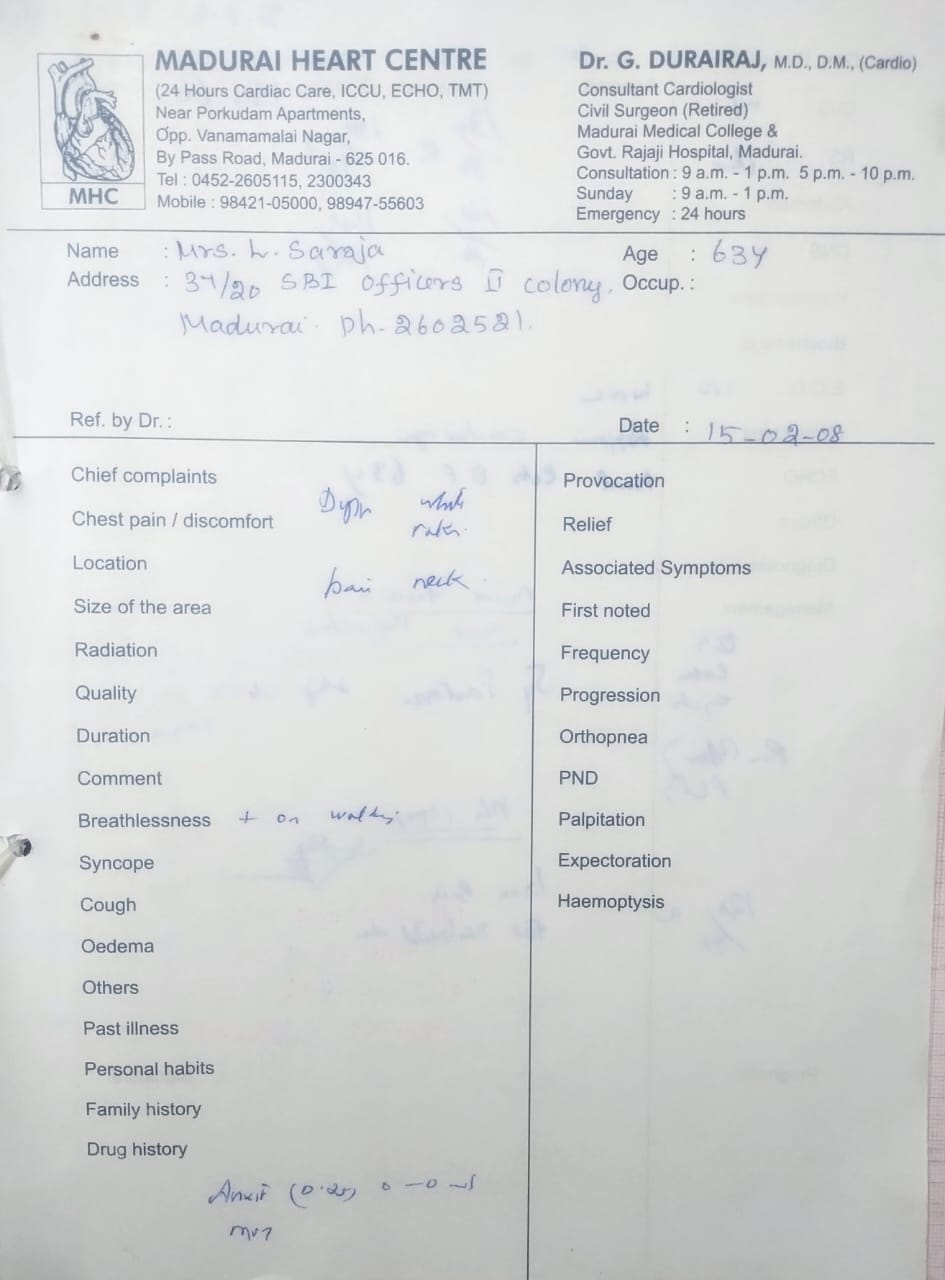 MADURAI HEART CENTRE
(24 Hours Cardiac Care, ICCU, ECHO, TMT)
Near Porkudam Apartments,
Opp. Vanamamalai Nagar,
By Pass Road, Madurai - 625 016.
Tel : 0452-2605115, 2300343
Mobile : 98421-05000, 98947-55603
MHC
Dr. G. DURAIRAJ, M.D., D.M., (Cardio)
Consultant Cardiologist
Civil Surgeon (Retired)
Madurai Medical College &
Govt. Rajaji Hospital, Madurai.
Consultation : 9 a.m. - 1 p.m. 5 p.m. - 10 p.m.
Sunday : 9 a.m. - 1 p.m.
Emergency : 24 hours
Name : Mrs. L. Saraja
Age : 63y
Address : 37/20 SBI Officers II colony,
Occup. :
Madurai. Ph- 2602521.
Ref. by Dr. :
Date : 15-02-08
Chief complaints
Chest pain / discomfort
Location
pain neck
Size of the area
Radiation
Quality
Duration
Comment
Breathlessness + on walking
Syncope
Cough
Oedema
Others
Past illness
Personal habits
Family history
Drug history
(0.25) 0-0-1
Provocation
Relief
Associated Symptoms
First noted
Frequency
Progression
Orthopnea
PND
Palpitation
Expectoration
Haemoptysis